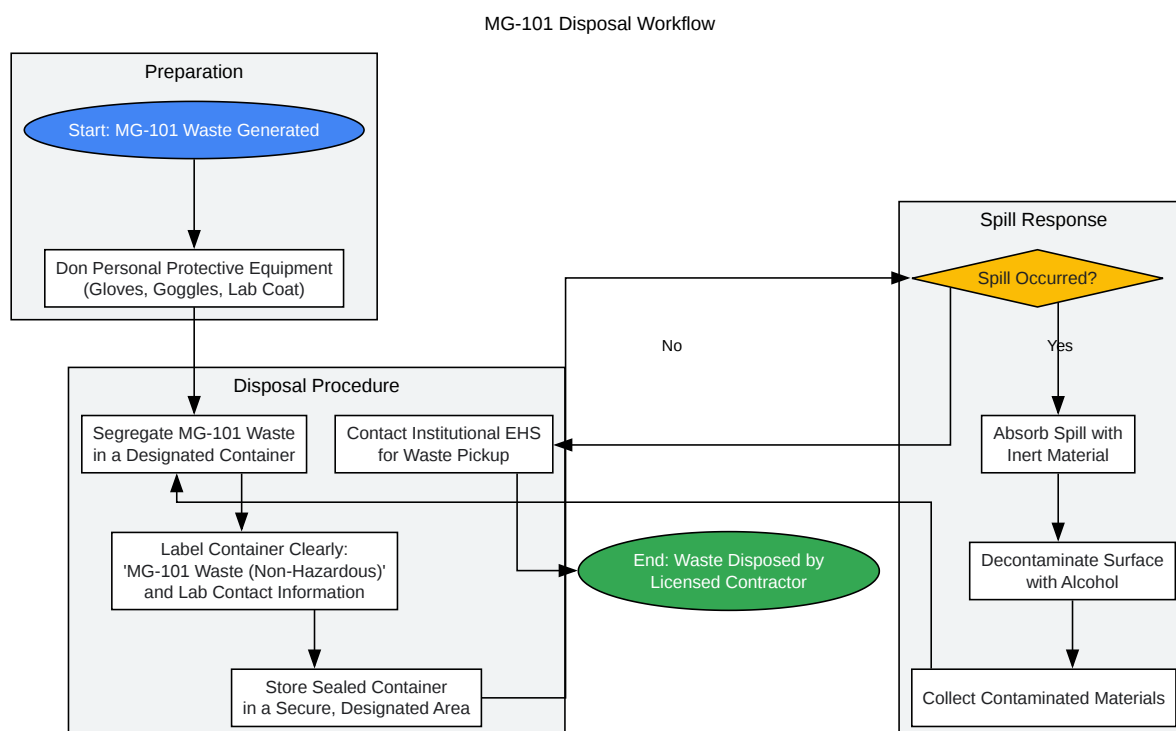 MG-101 Disposal Workflow
Preparation
Start: MG-101 Waste Generated
Don Personal Protective Equipment
(Gloves, Goggles, Lab Coat)
Spill Response
Spill Occurred?
No
Yes
Disposal Procedure
Segregate MG-101 Waste
in a Designated Container
Contact Institutional EHS
for Waste Pickup
Absorb Spill with
Inert Material
Label Container Clearly:
'MG-101 Waste (Non-Hazardous)'
and Lab Contact Information
End: Waste Disposed by
Licensed Contractor
Decontaminate Surface
with Alcohol
Store Sealed Container
in a Secure, Designated Area
Collect Contaminated Materials